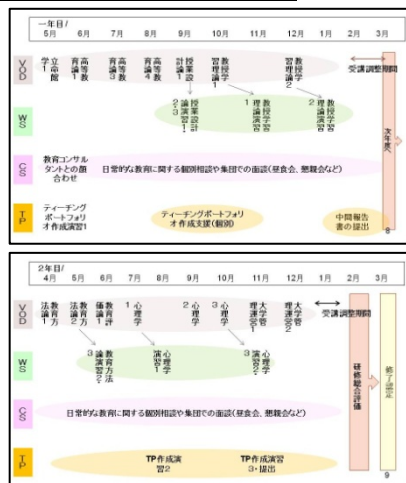 一年目/
5月 6月 7月 8月 9月 10月 11月 12月 1月 2月 3月
VOD
立命館学1
高等教育論1
高等教育論3
高等教育論4
授業設計論1
教授学習理論1
教授学習理論2
受講調整期間
WS
授業設計論演習1・2・3
教授学習理論演習1
教授学習理論演習2
次年度へ
CS
教育コンサルタントとの顔合わせ
日常的な教育に関する個別相談や集団での面談(昼食会、懇親会など)
TP
ティーチングポートフォリオ作成演習1
ティーチングポートフォリオ作成支援(個別)
中間報告書の提出
8
2年目/
4月 5月 6月 7月 8月 9月 10月 11月 12月 1月 2月 3月
VOD
教育方法論1
教育方法論2
教育評価論1
心理学1
心理学2
心理学3
大学管理運営1
大学管理運営2
受講調整期間
WS
教育方法論演習2・3
心理学演習1
心理学演習2・3
CS
日常的な教育に関する個別相談や集団での面談(昼食会、懇親会など)
TP
TP作成演習2
TP作成演習3・提出
研修総合評価
修了認定
9